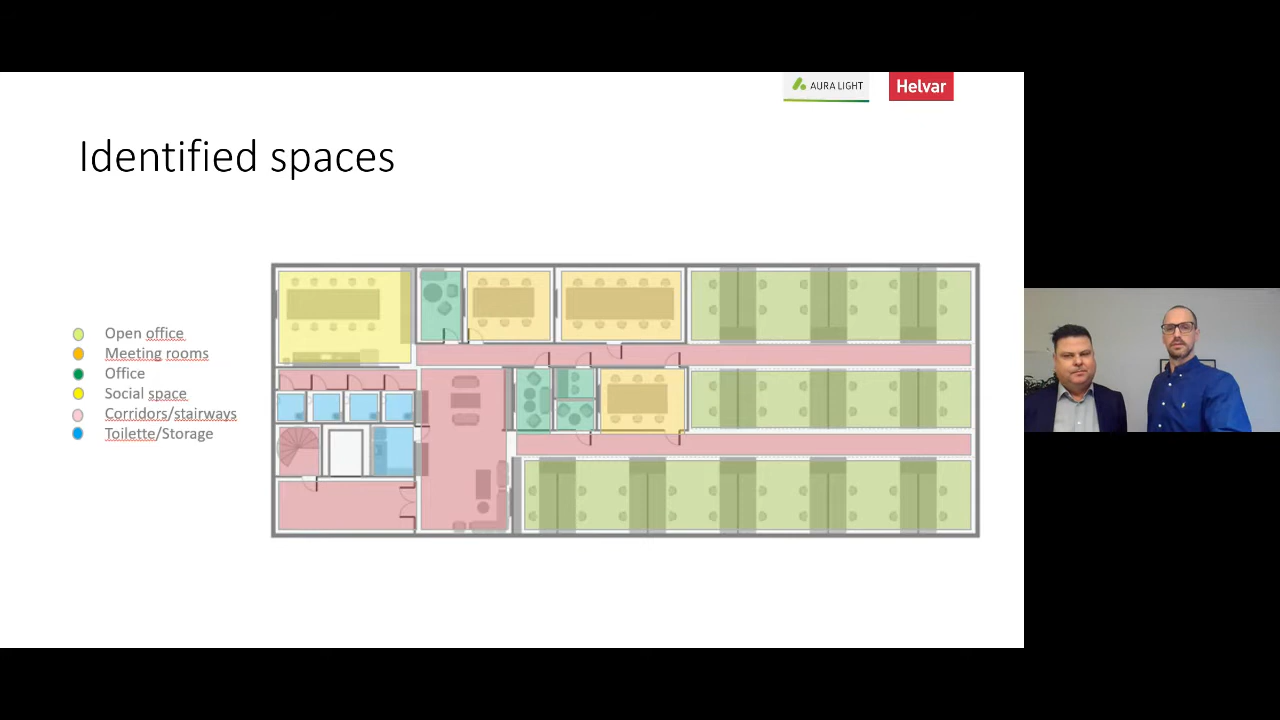 AURA LIGHT
Helvar
Identified spaces
Open office
Meeting rooms
Office
Social space
Corridors/stairways
Toilette/Storage